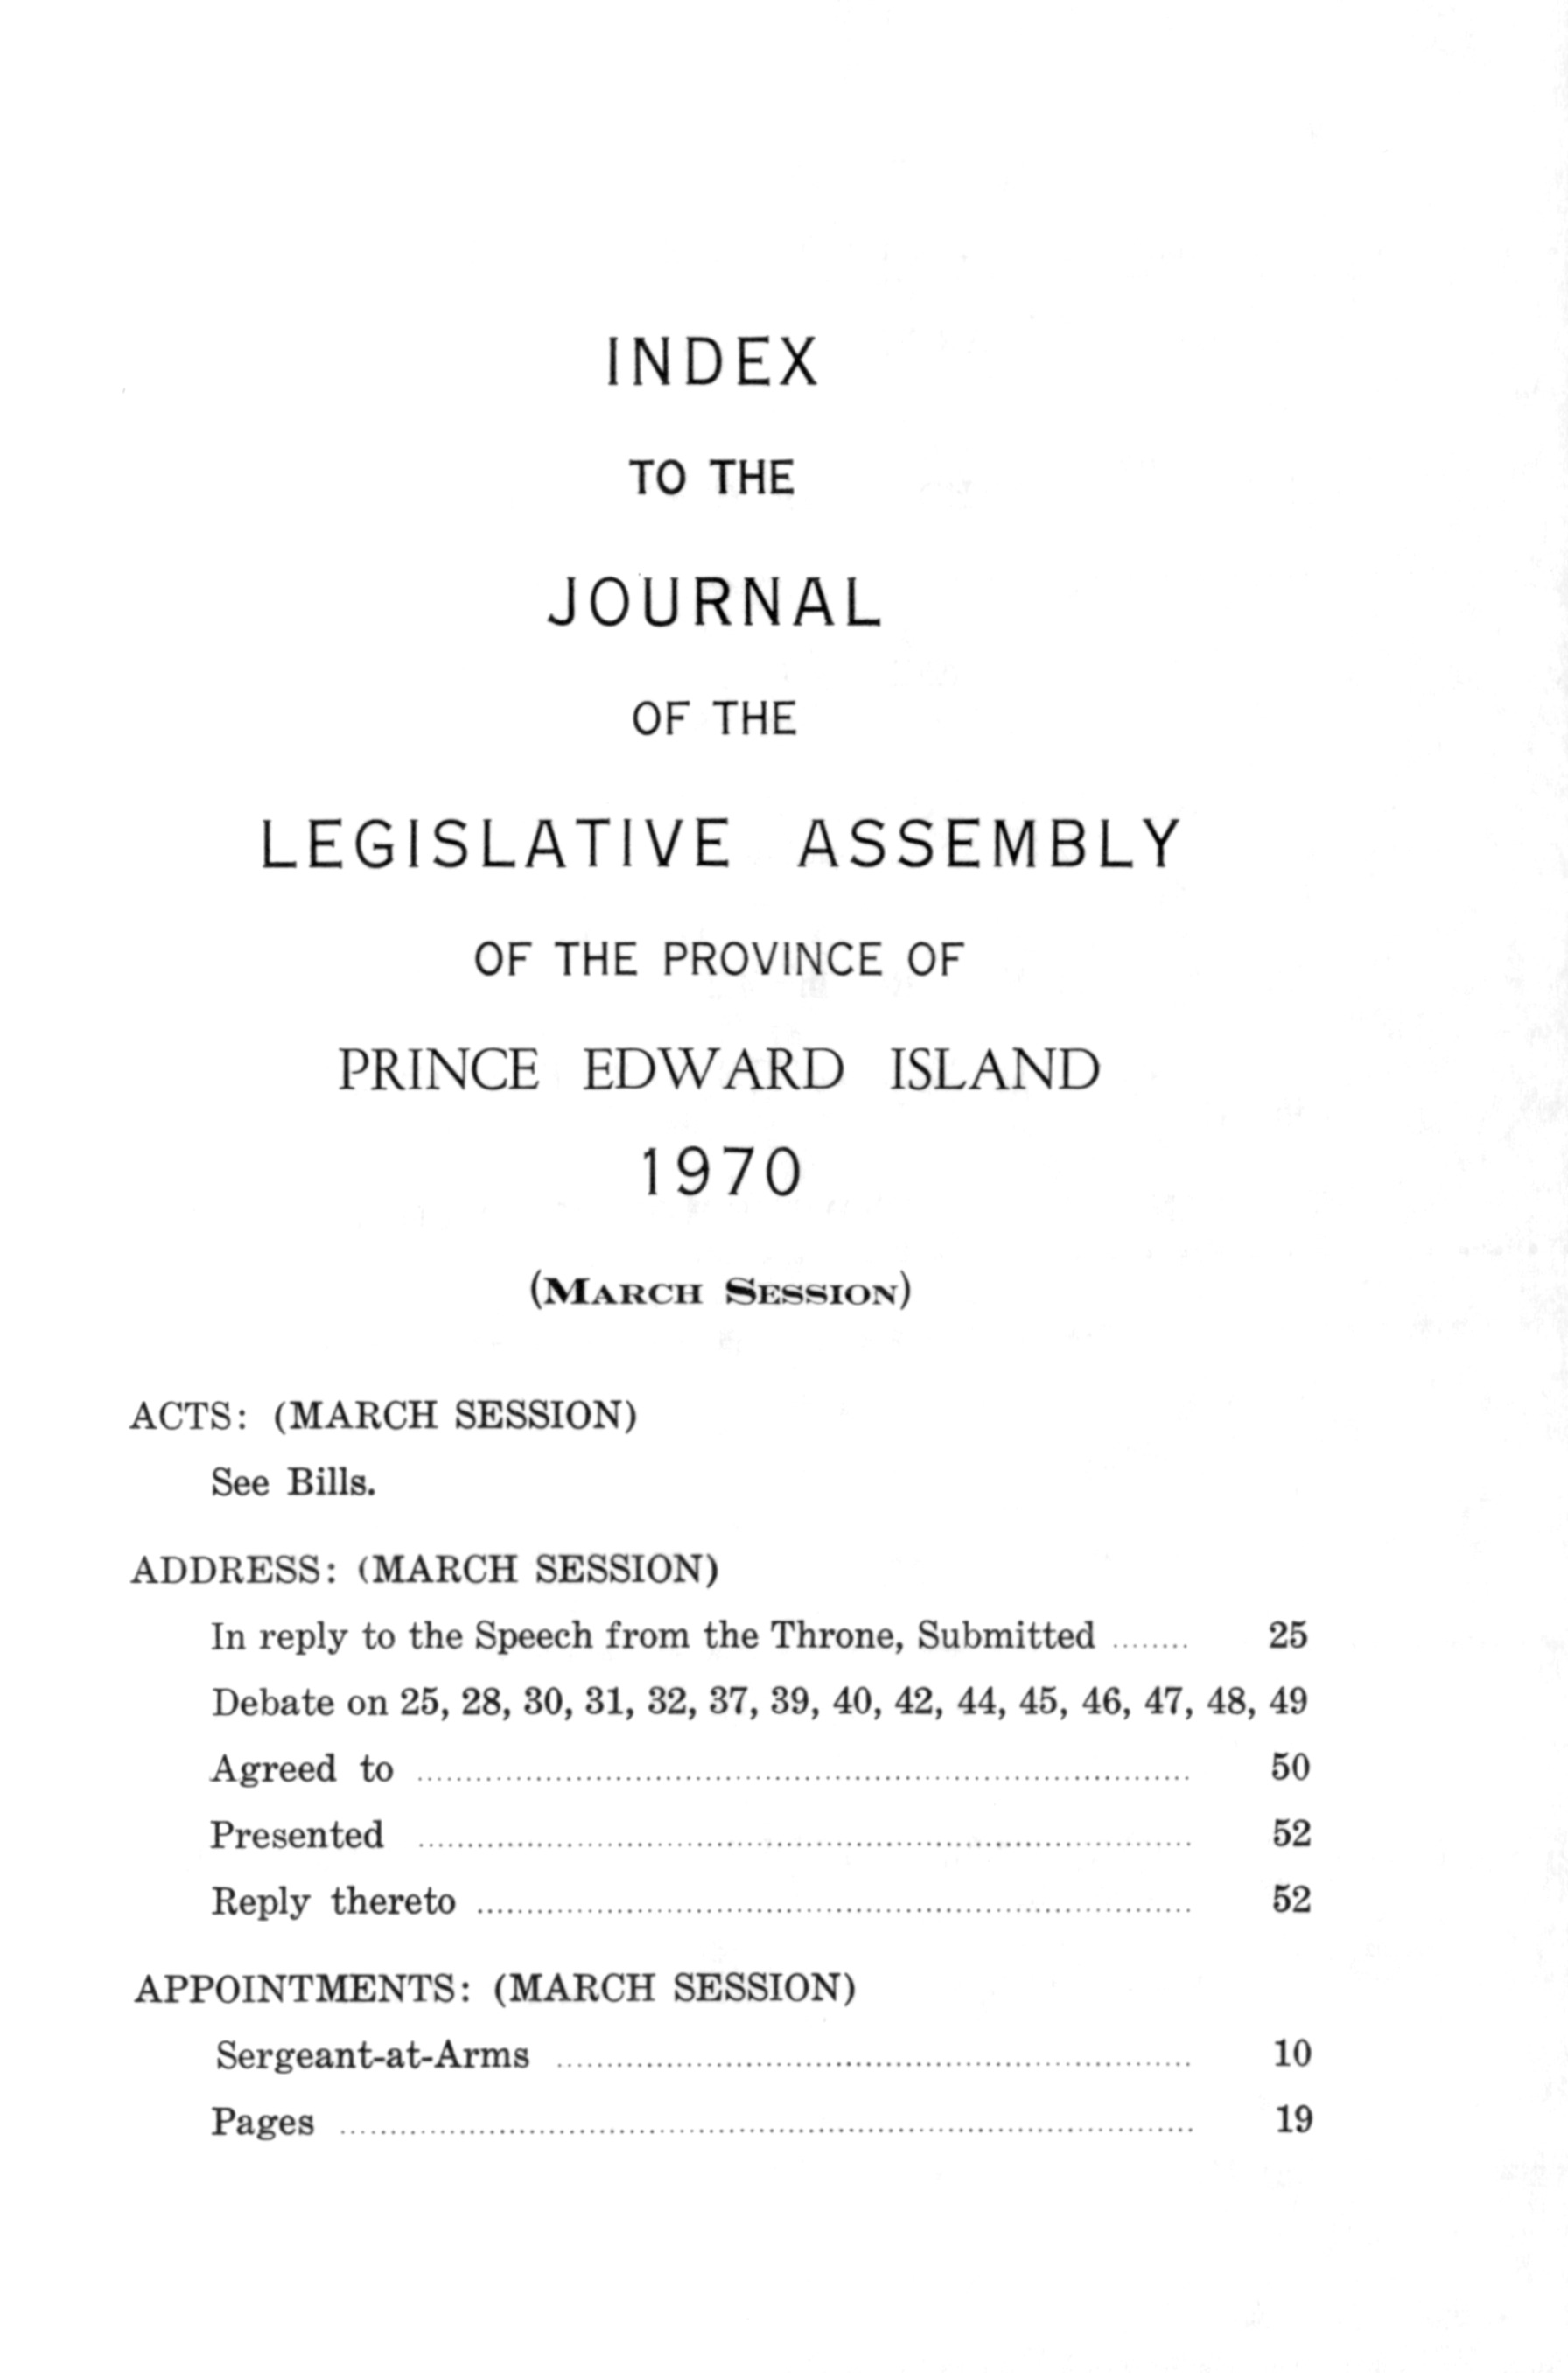 INDEX
TO THE
JOURNAL
OF THE
LEGISLATIVE ASSEMBLY
OF THE PROVINCE OF
PRINCE EDWARD ISLAND
1970
(MARCH SESSION)
ACTS: (MARCH SESSION)
See Bills.
ADDRESS: (MARCH SESSION)
In reply to the Speech from the Throne, Submitted ........ 25
Debate on 25, 28, 30, 31, 32, 37, 39, 40, 42, 44, 45, 46, 47, 48, 49
Agreed to ........ 50
Presented ........ 52
Reply thereto ........ 52
APPOINTMENTS: (MARCH SESSION)
Sergeant-at-Arms ........ 10
Pages ........ 19